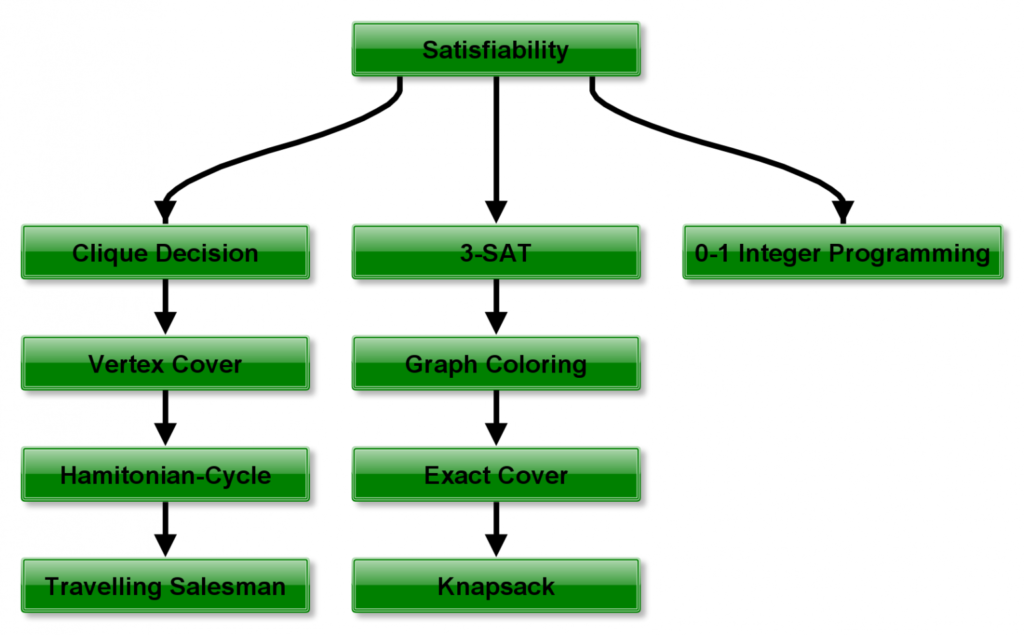 Satisfiability
Clique Decision
3-SAT
0-1 Integer Programming
Vertex Cover
Graph Coloring
Hamitonian-Cycle
Exact Cover
Travelling Salesman
Knapsack